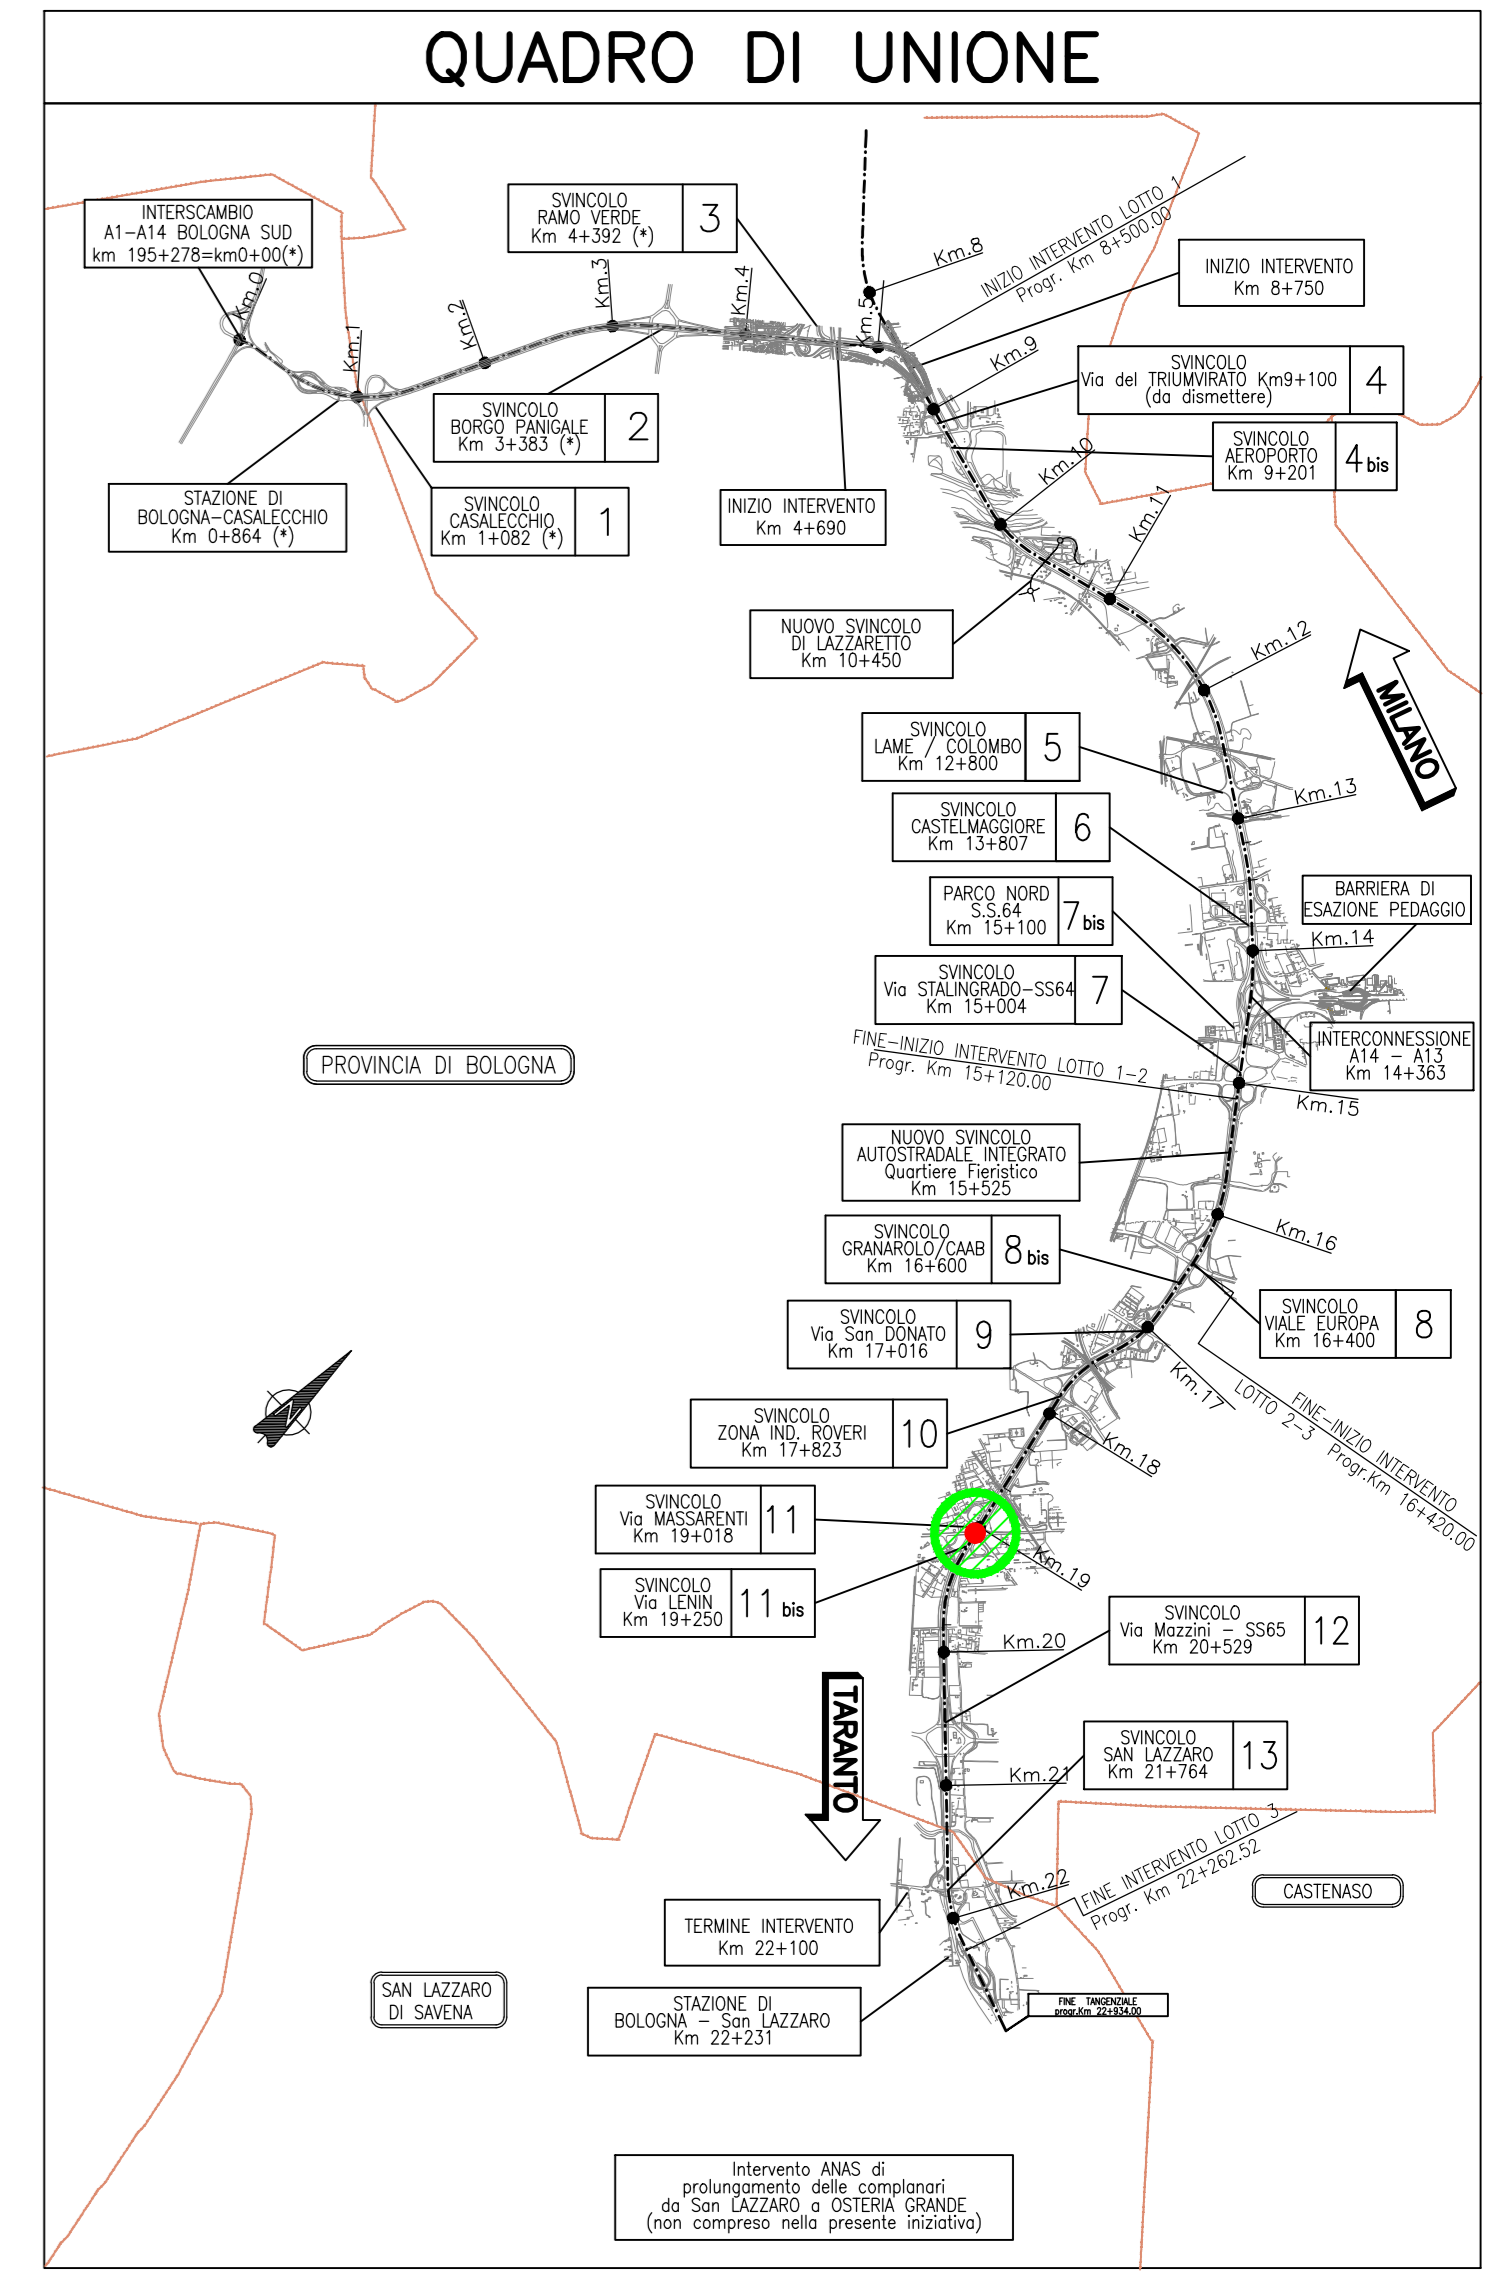 QUADRO DI UNIONE
INTERSCAMBIO
A1-A14 BOLOGNA SUD
km 195+278=km0+00(*)
SVINCOLO
RAMO VERDE
Km 4+392 (*)
3
Km.0
Km.1
Km.2
Km.3
Km.4
Km.5
Km.8
INIZIO INTERVENTO LOTTO 1
Progr. Km 8+500.00
INIZIO INTERVENTO
Km 8+750
Km.9
SVINCOLO
Via del TRIUMVIRATO Km9+100
(da dismettere)
4
SVINCOLO
BORGO PANIGALE
Km 3+383 (*)
2
SVINCOLO
AEROPORTO
Km 9+201
4 bis
Km.10
STAZIONE DI
BOLOGNA-CASALECCHIO
Km 0+864 (*)
SVINCOLO
CASALECCHIO
Km 1+082 (*)
1
INIZIO INTERVENTO
Km 4+690
Km.11
NUOVO SVINCOLO
DI LAZZARETTO
Km 10+450
Km.12
MILANO
SVINCOLO
LAME / COLOMBO
Km 12+800
5
Km.13
SVINCOLO
CASTELMAGGIORE
Km 13+807
6
PARCO NORD
S.S.64
Km 15+100
7 bis
BARRIERA DI
ESAZIONE PEDAGGIO
Km.14
SVINCOLO
Via STALINGRADO-SS64
Km 15+004
7
INTERCONNESSIONE
A14 - A13
Km 14+363
FINE-INIZIO INTERVENTO LOTTO 1-2
Progr. Km 15+120.00
PROVINCIA DI BOLOGNA
Km.15
NUOVO SVINCOLO
AUTOSTRADALE INTEGRATO
Quartiere Fieristico
Km 15+525
SVINCOLO
GRANAROLO/CAAB
Km 16+600
8 bis
Km.16
SVINCOLO
Via San DONATO
Km 17+016
9
SVINCOLO
VIALE EUROPA
Km 16+400
8
Km.17
FINE-INIZIO INTERVENTO
LOTTO 2-3 Progr.Km 16+420.00
SVINCOLO
ZONA IND. ROVERI
Km 17+823
10
Km.18
SVINCOLO
Via MASSARENTI
Km 19+018
11
Km.19
SVINCOLO
Via LENIN
Km 19+250
11 bis
SVINCOLO
Via Mazzini - SS65
Km 20+529
12
Km.20
TARANTO
SVINCOLO
SAN LAZZARO
Km 21+764
13
Km.21
FINE INTERVENTO LOTTO 3
Progr. Km 22+262.52
Km.22
CASTENASO
TERMINE INTERVENTO
Km 22+100
SAN LAZZARO
DI SAVENA
STAZIONE DI
BOLOGNA - San LAZZARO
Km 22+231
FINE TANGENZIALE
progr.Km 22+934.00
Intervento ANAS di
prolungamento delle complanari
da San LAZZARO a OSTERIA GRANDE
(non compreso nella presente iniziativa)